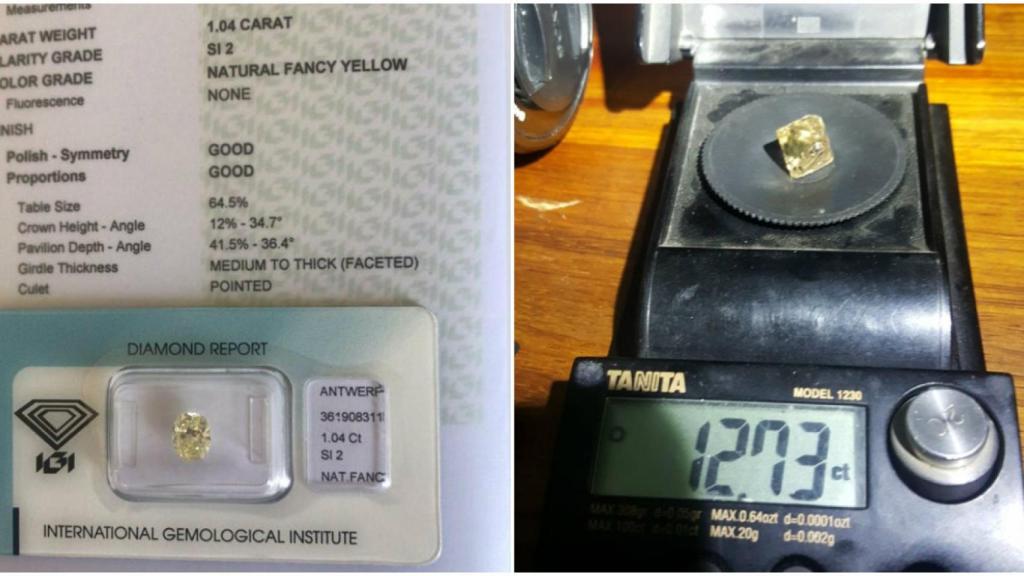 Measurements
ARAT WEIGHT 1.04 CARAT
LARITY GRADE SI 2
OLOR GRADE NATURAL FANCY YELLOW
Fluorescence NONE
NISH
Polish - Symmetry GOOD
Proportions GOOD
Table Size 64.5%
Crown Height - Angle 12% - 34.7°
Pavilion Depth - Angle 41.5% - 36.4°
Girdle Thickness MEDIUM TO THICK (FACETED)
Culet POINTED
DIAMOND REPORT
ANTWERP
361908311
1.04 Ct
SI 2
NAT.FANC
IGI
INTERNATIONAL GEMOLOGICAL INSTITUTE
TANITA
MODEL 1230
12.73 ct
MAX.0.64ozt d=0.0001ozt
MAX.20g d=0.002g